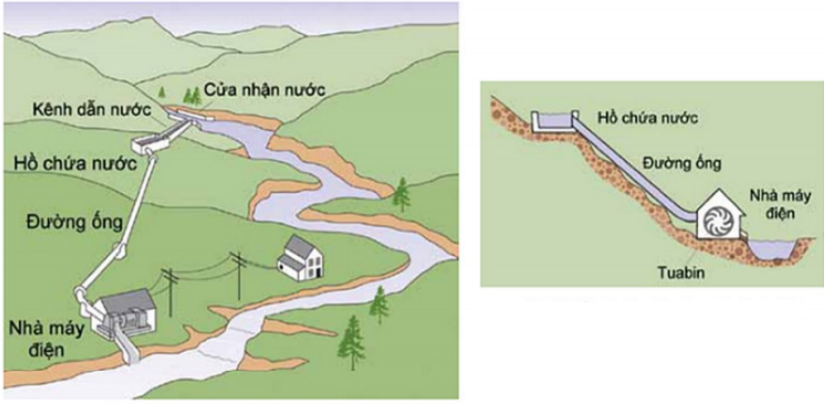 Cửa nhận nước
Kênh dẫn nước
Hồ chứa nước
Đường ống
Nhà máy
điện
Hồ chứa nước
Đường ống
Nhà máy
điện
Tuabin